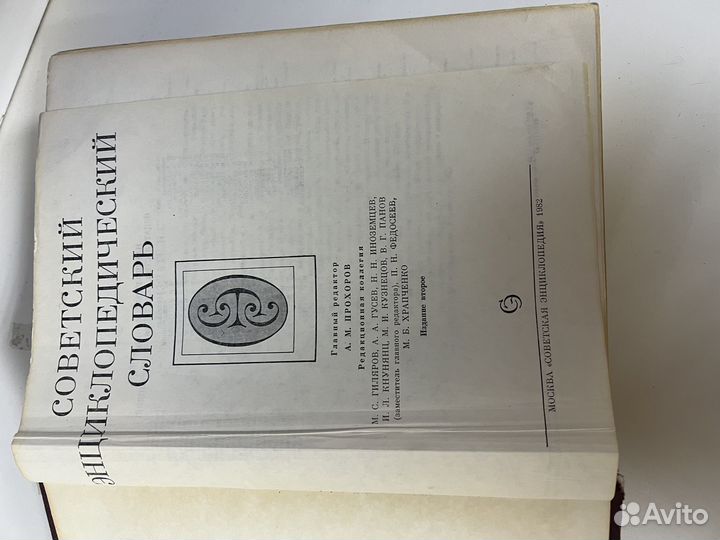 СОВЕТСКИЙ
ЭНЦИКЛОПЕДИЧЕСКИЙ
СЛОВАРЬ
Главный редактор
А. М. ПРОХОРОВ
Редакционная коллегия
М. С. ГИЛЯРОВ, А. А. ГУСЕВ, Н. Н. ИНОЗЕМЦЕВ,
И. Л. КНУНЯНЦ, М. И. КУЗНЕЦОВ, В. Г. ПАНОВ
(заместитель главного редактора), П. Н. ФЕДОСЕЕВ,
М. Б. ХРАПЧЕНКО
Издание второе
МОСКВА «СОВЕТСКАЯ ЭНЦИКЛОПЕДИЯ» 1982
Avito